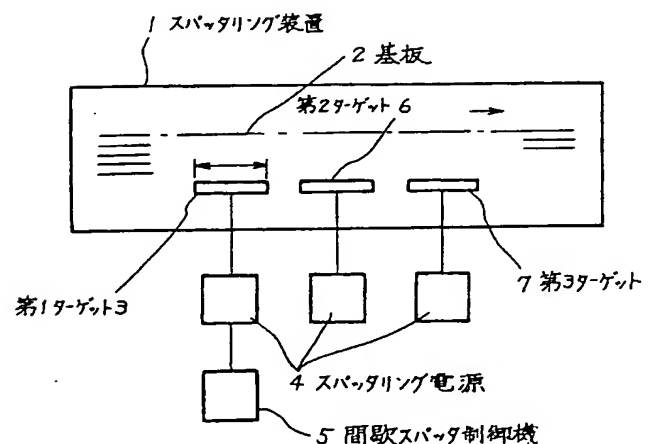 1 スパッタリング装置
2 基板
第2ターゲット 6
第1ターゲット3
7 第3ターゲット
4 スパッタリング電源
5 間歇スパッタ制御機